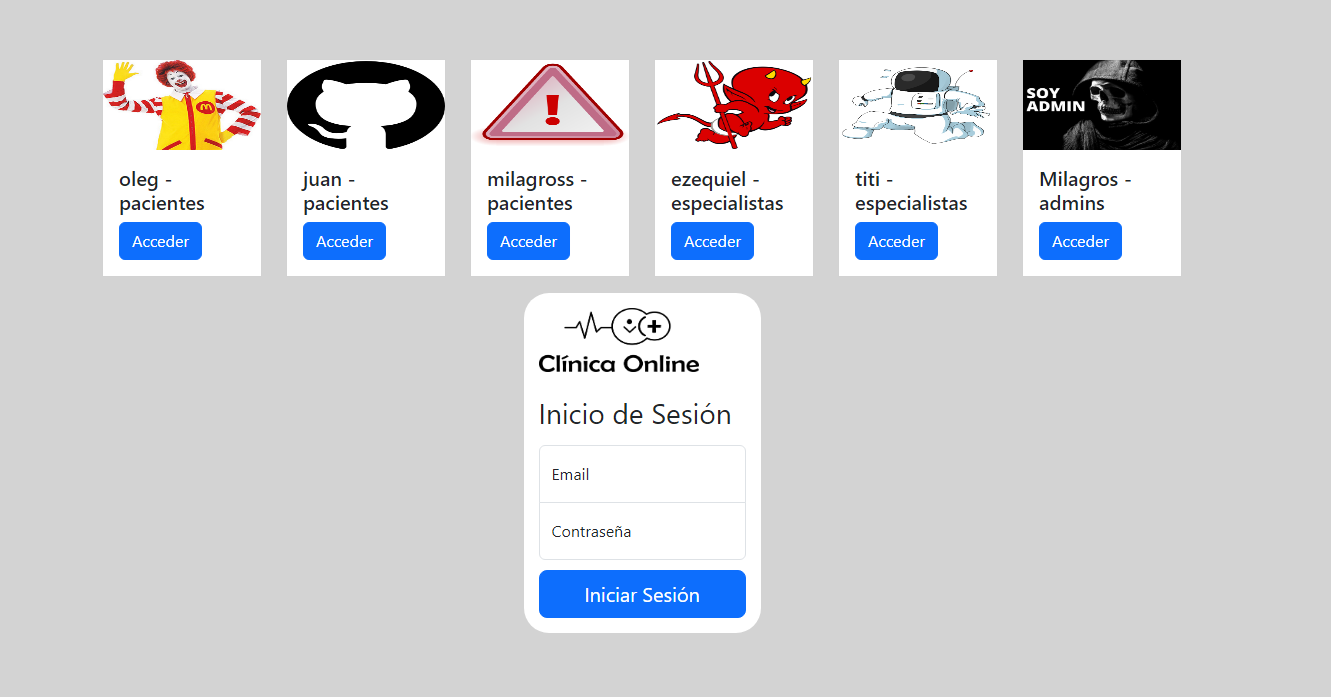 SOY
ADMIN
oleg -
pacientes
Acceder
juan -
pacientes
Acceder
milagross -
pacientes
Acceder
ezequiel -
especialistas
Acceder
titi -
especialistas
Acceder
Milagros -
admins
Acceder
Clínica Online
Inicio de Sesión
Email
Contraseña
Iniciar Sesión